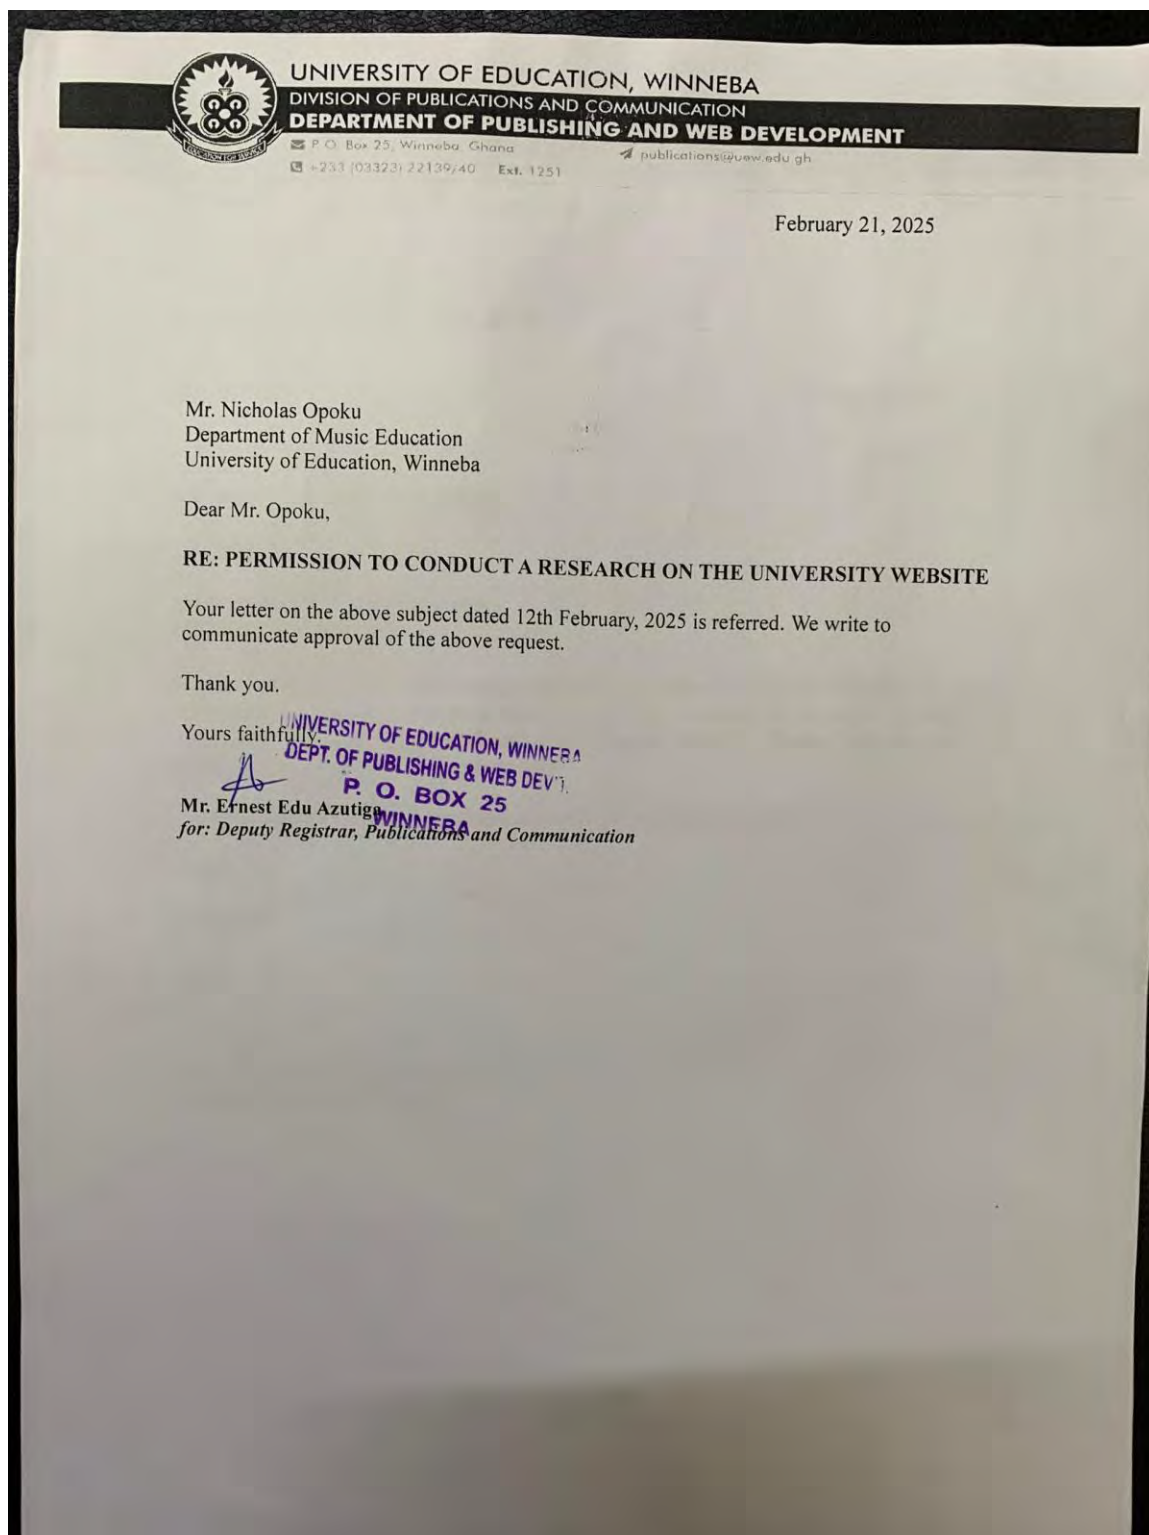 UNIVERSITY OF EDUCATION, WINNEBA
DIVISION OF PUBLICATIONS AND COMMUNICATION
DEPARTMENT OF PUBLISHING AND WEB DEVELOPMENT
P. O. Box 25, Winneba, Ghana
publications@uew.edu.gh
+233 (03323) 22139/40 Ext. 1251
EDUCATION FOR SERVICE
February 21, 2025
Mr. Nicholas Opoku
Department of Music Education
University of Education, Winneba
Dear Mr. Opoku,
RE: PERMISSION TO CONDUCT A RESEARCH ON THE UNIVERSITY WEBSITE
Your letter on the above subject dated 12th February, 2025 is referred. We write to
communicate approval of the above request.
Thank you.
Yours faithfully,
UNIVERSITY OF EDUCATION, WINNEBA
DEPT. OF PUBLISHING & WEB DEV'T.
P. O. BOX 25
WINNEBA
Mr. Ernest Edu Azutiga
for: Deputy Registrar, Publications and Communication